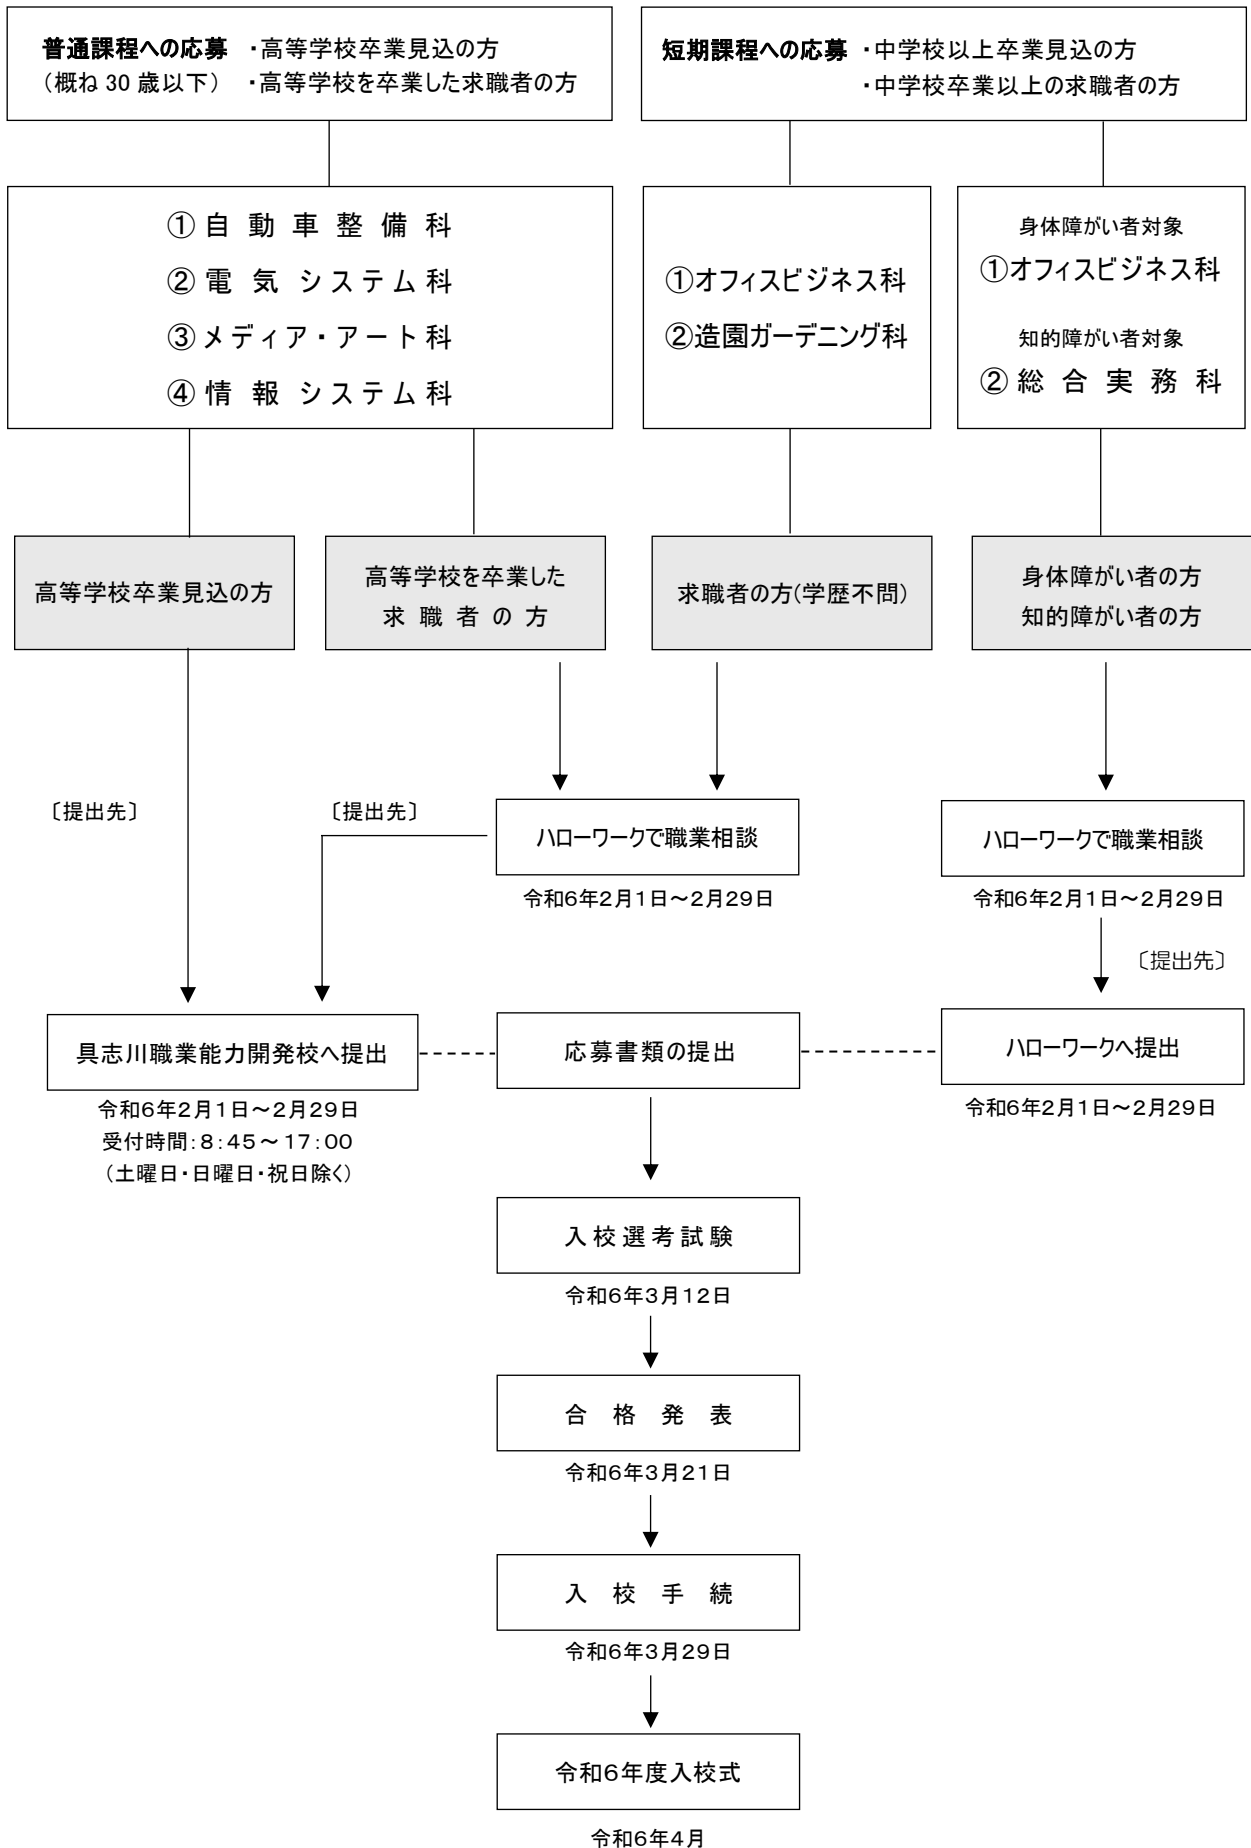 普通課程への応募 ・高等学校卒業見込の方
（概ね 30 歳以下） ・高等学校を卒業した求職者の方
短期課程への応募 ・中学校以上卒業見込の方
・中学校卒業以上の求職者の方
①自動車整備科
②電気システム科
③メディア・アート科
④情報システム科
①オフィスビジネス科
②造園ガーデニング科
身体障がい者対象
①オフィスビジネス科
知的障がい者対象
②総合実務科
高等学校卒業見込の方
高等学校を卒業した
求職者の方
求職者の方(学歴不問)
身体障がい者の方
知的障がい者の方
〔提出先〕
〔提出先〕
ハローワークで職業相談
令和6年2月1日～2月29日
ハローワークで職業相談
令和6年2月1日～2月29日
〔提出先〕
具志川職業能力開発校へ提出
令和6年2月1日～2月29日
受付時間：8：45～17：00
（土曜日・日曜日・祝日除く）
応募書類の提出
ハローワークへ提出
令和6年2月1日～2月29日
入校選考試験
令和6年3月12日
合格発表
令和6年3月21日
入校手続
令和6年3月29日
令和6年度入校式
令和6年4月